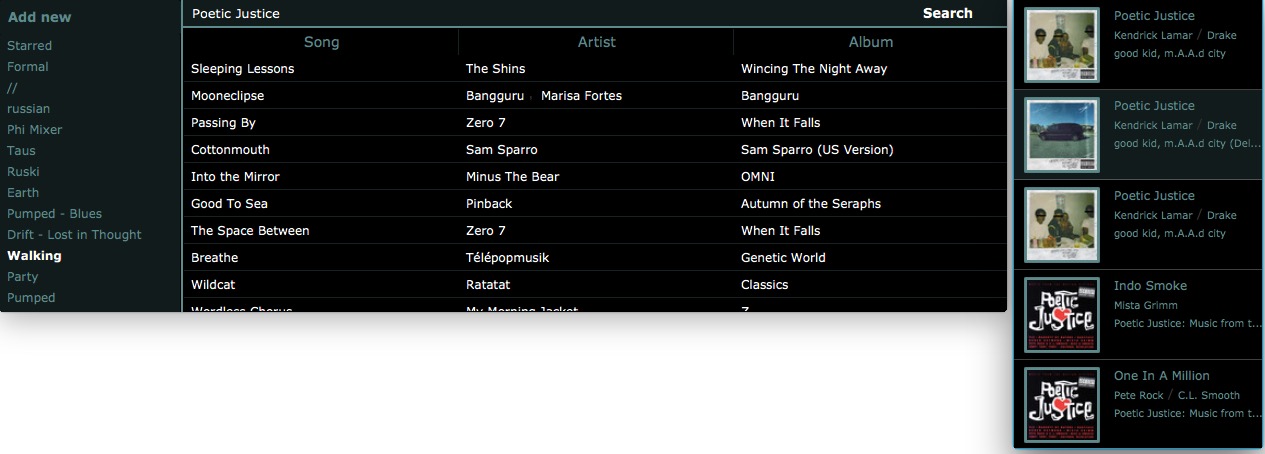 Add new
Starred
Formal
//
russian
Phi Mixer
Taus
Ruski
Earth
Pumped - Blues
Drift - Lost in Thought
Walking
Party
Pumped
Poetic Justice Search
Song Artist Album
Sleeping Lessons The Shins Wincing The Night Away
Mooneclipse Bangguru / Marisa Fortes Bangguru
Passing By Zero 7 When It Falls
Cottonmouth Sam Sparro Sam Sparro (US Version)
Into the Mirror Minus The Bear OMNI
Good To Sea Pinback Autumn of the Seraphs
The Space Between Zero 7 When It Falls
Breathe Télépopmusik Genetic World
Wildcat Ratatat Classics
Wordless Chorus My Morning Jacket Z
Poetic Justice
Kendrick Lamar / Drake
good kid, m.A.A.d city
Poetic Justice
Kendrick Lamar / Drake
good kid, m.A.A.d city (Del...
Poetic Justice
Kendrick Lamar / Drake
good kid, m.A.A.d city
POETIC JUSTICE
Indo Smoke
Mista Grimm
Poetic Justice: Music from t...
POETIC JUSTICE
One In A Million
Pete Rock / C.L. Smooth
Poetic Justice: Music from t...